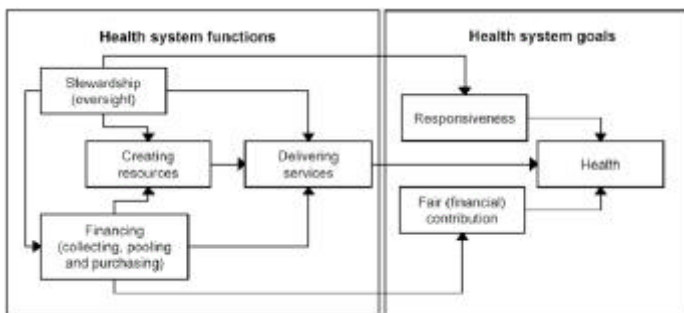 Health system functions
Health system goals
Stewardship
(oversight)
Responsiveness
Creating
resources
Delivering
services
Health
Fair (financial)
contribution
Financing
(collecting, pooling
and purchasing)